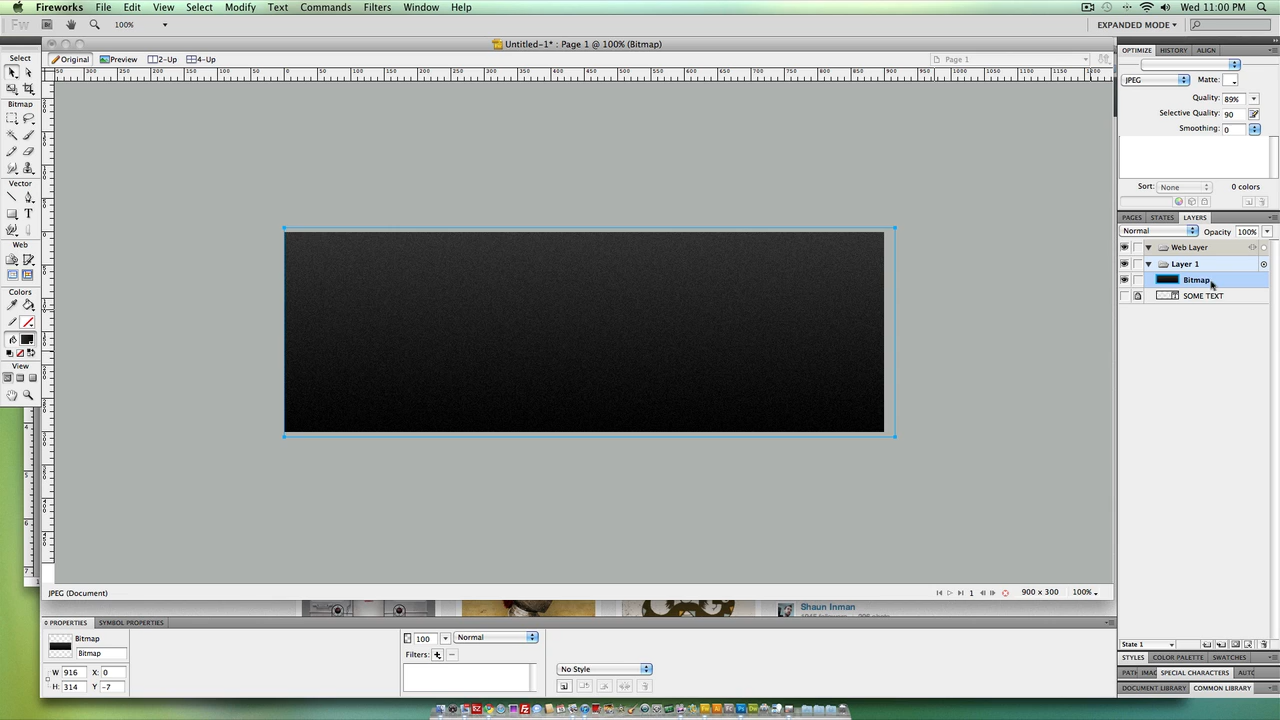 Fireworks File Edit View Select Modify Text Commands Filters Window Help Wed 11:00 PM
Fw 100% EXPANDED MODE
Untitled-1* : Page 1 @ 100% (Bitmap)
Original Preview 2-Up 4-Up Page 1
Select
Bitmap
Vector
Web
Colors
View
OPTIMIZE HISTORY ALIGN
JPEG Matte:
Quality: 89%
Selective Quality: 90
Smoothing: 0
Sort: None 0 colors
PAGES STATES LAYERS
Normal Opacity 100%
Web Layer
Layer 1
Bitmap
SOME TEXT
JPEG (Document) 1 900 x 300 100%
Shaun Inman
PROPERTIES SYMBOL PROPERTIES
Bitmap
Bitmap
W 916 X: 0
H: 314 Y -7
100 Normal
Filters:
No Style
State 1
STYLES COLOR PALETTE SWATCHES
PATH IMAG SPECIAL CHARACTERS AUTO
DOCUMENT LIBRARY COMMON LIBRARY